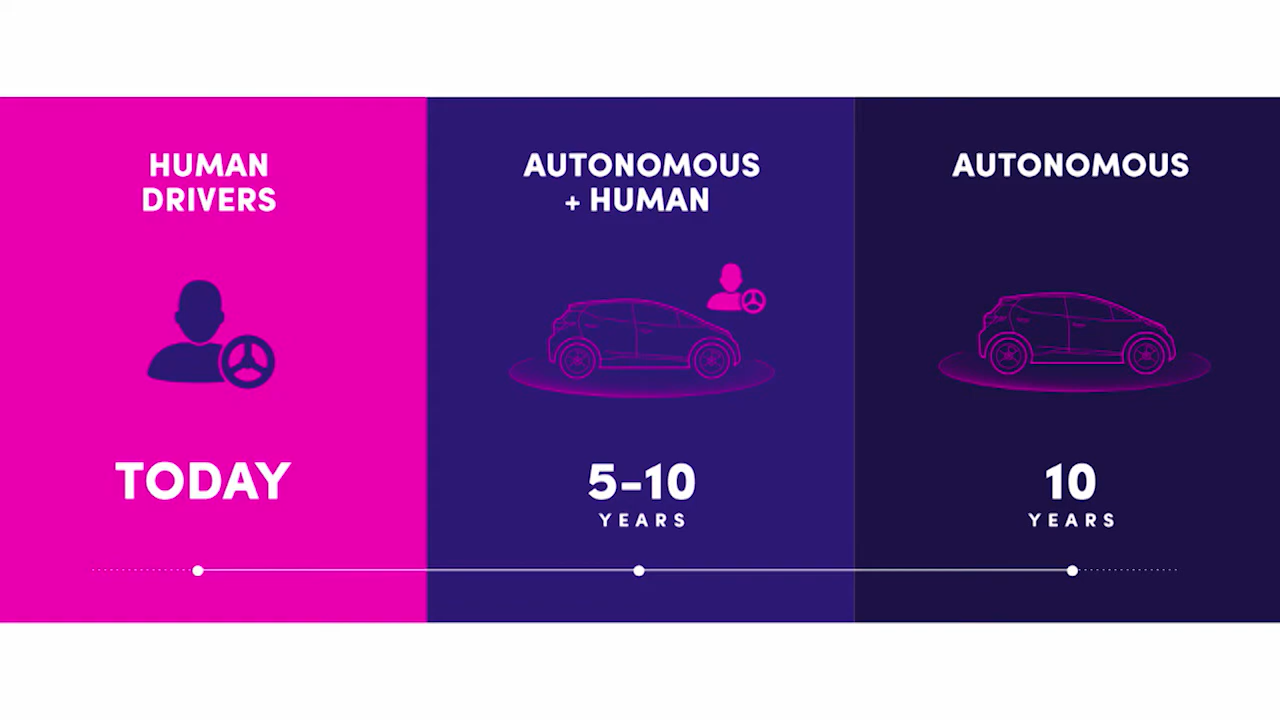 HUMAN
DRIVERS
TODAY
AUTONOMOUS
+ HUMAN
5-10
YEARS
AUTONOMOUS
10
YEARS